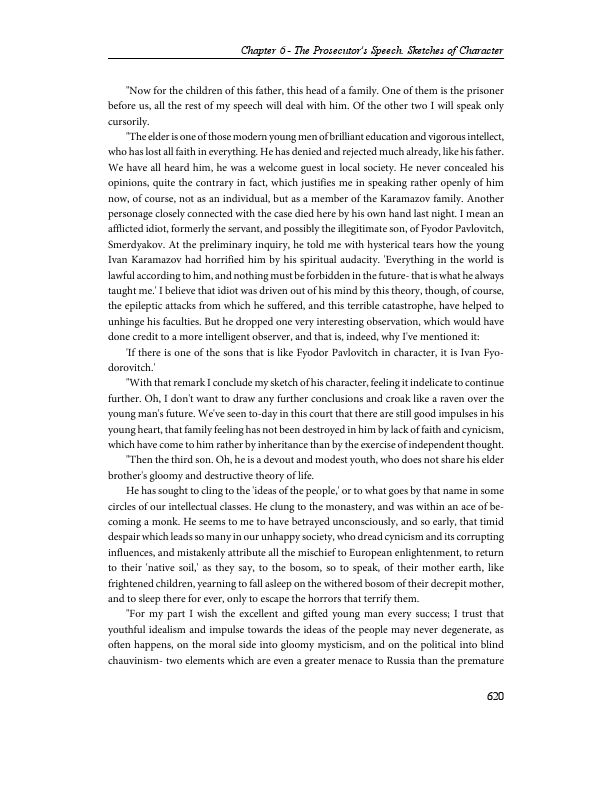 Chapter 6 - The Prosecutor's Speech. Sketches of Character
"Now for the children of this father, this head of a family. One of them is the prisoner
before us, all the rest of my speech will deal with him. Of the other two I will speak only
cursorily.
"The elder is one of those modern young men of brilliant education and vigorous intellect,
who has lost all faith in everything. He has denied and rejected much already, like his father.
We have all heard him, he was a welcome guest in local society. He never concealed his
opinions, quite the contrary in fact, which justifies me in speaking rather openly of him
now, of course, not as an individual, but as a member of the Karamazov family. Another
personage closely connected with the case died here by his own hand last night. I mean an
afflicted idiot, formerly the servant, and possibly the illegitimate son, of Fyodor Pavlovitch,
Smerdyakov. At the preliminary inquiry, he told me with hysterical tears how the young
Ivan Karamazov had horrified him by his spiritual audacity. 'Everything in the world is
lawful according to him, and nothing must be forbidden in the future- that is what he always
taught me.' I believe that idiot was driven out of his mind by this theory, though, of course,
the epileptic attacks from which he suffered, and this terrible catastrophe, have helped to
unhinge his faculties. But he dropped one very interesting observation, which would have
done credit to a more intelligent observer, and that is, indeed, why I've mentioned it:
'If there is one of the sons that is like Fyodor Pavlovitch in character, it is Ivan Fyo-
dorovitch.'
"With that remark I conclude my sketch of his character, feeling it indelicate to continue
further. Oh, I don't want to draw any further conclusions and croak like a raven over the
young man's future. We've seen to-day in this court that there are still good impulses in his
young heart, that family feeling has not been destroyed in him by lack of faith and cynicism,
which have come to him rather by inheritance than by the exercise of independent thought.
"Then the third son. Oh, he is a devout and modest youth, who does not share his elder
brother's gloomy and destructive theory of life.
He has sought to cling to the 'ideas of the people,' or to what goes by that name in some
circles of our intellectual classes. He clung to the monastery, and was within an ace of be-
coming a monk. He seems to me to have betrayed unconsciously, and so early, that timid
despair which leads so many in our unhappy society, who dread cynicism and its corrupting
influences, and mistakenly attribute all the mischief to European enlightenment, to return
to their 'native soil,' as they say, to the bosom, so to speak, of their mother earth, like
frightened children, yearning to fall asleep on the withered bosom of their decrepit mother,
and to sleep there for ever, only to escape the horrors that terrify them.
"For my part I wish the excellent and gifted young man every success; I trust that
youthful idealism and impulse towards the ideas of the people may never degenerate, as
often happens, on the moral side into gloomy mysticism, and on the political into blind
chauvinism- two elements which are even a greater menace to Russia than the premature
620